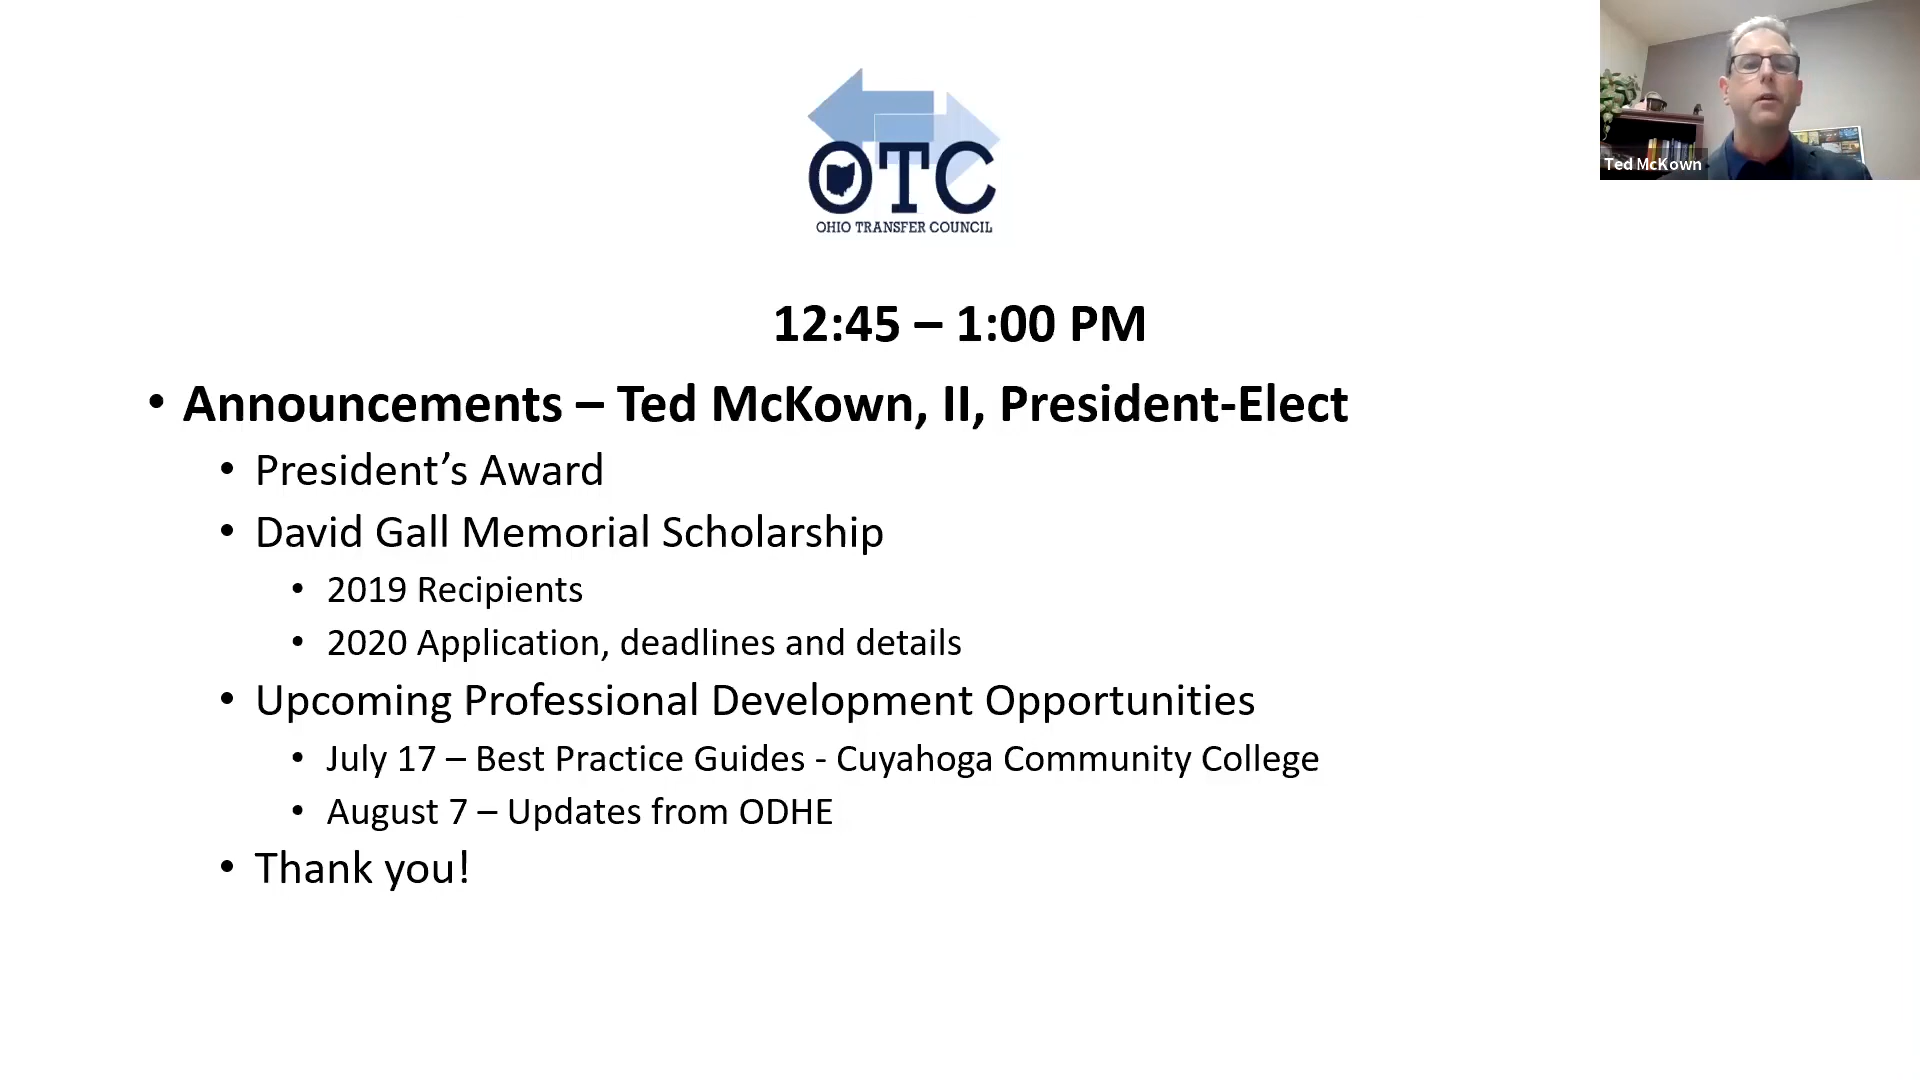 OTC
OHIO TRANSFER COUNCIL
Ted McKown
12:45 – 1:00 PM
• Announcements – Ted McKown, II, President-Elect
• President’s Award
• David Gall Memorial Scholarship
• 2019 Recipients
• 2020 Application, deadlines and details
• Upcoming Professional Development Opportunities
• July 17 – Best Practice Guides - Cuyahoga Community College
• August 7 – Updates from ODHE
• Thank you!